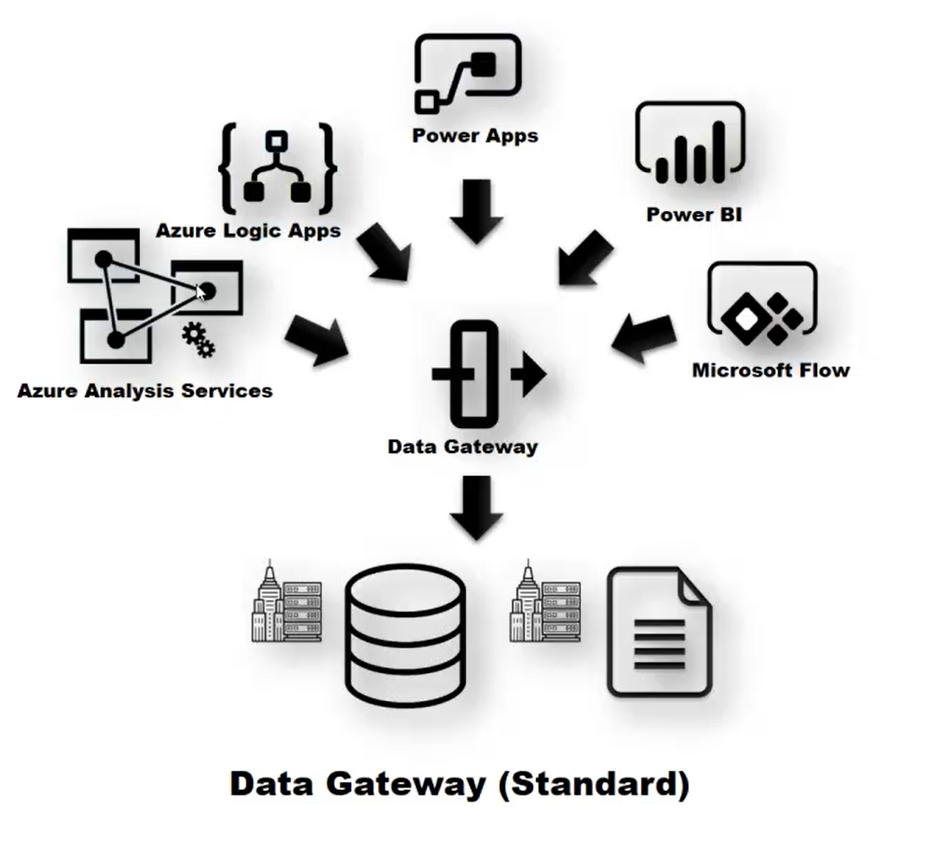 Power Apps
Power BI
Azure Logic Apps
Microsoft Flow
Azure Analysis Services
Data Gateway
Data Gateway (Standard)